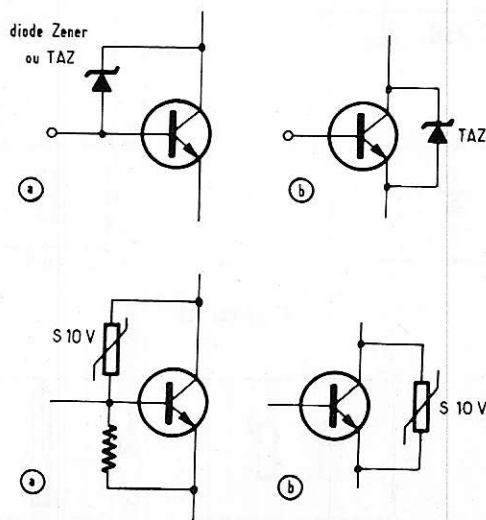 diode Zener
ou TAZ
TAZ
a
b
S 10 V
S 10 V
a
b